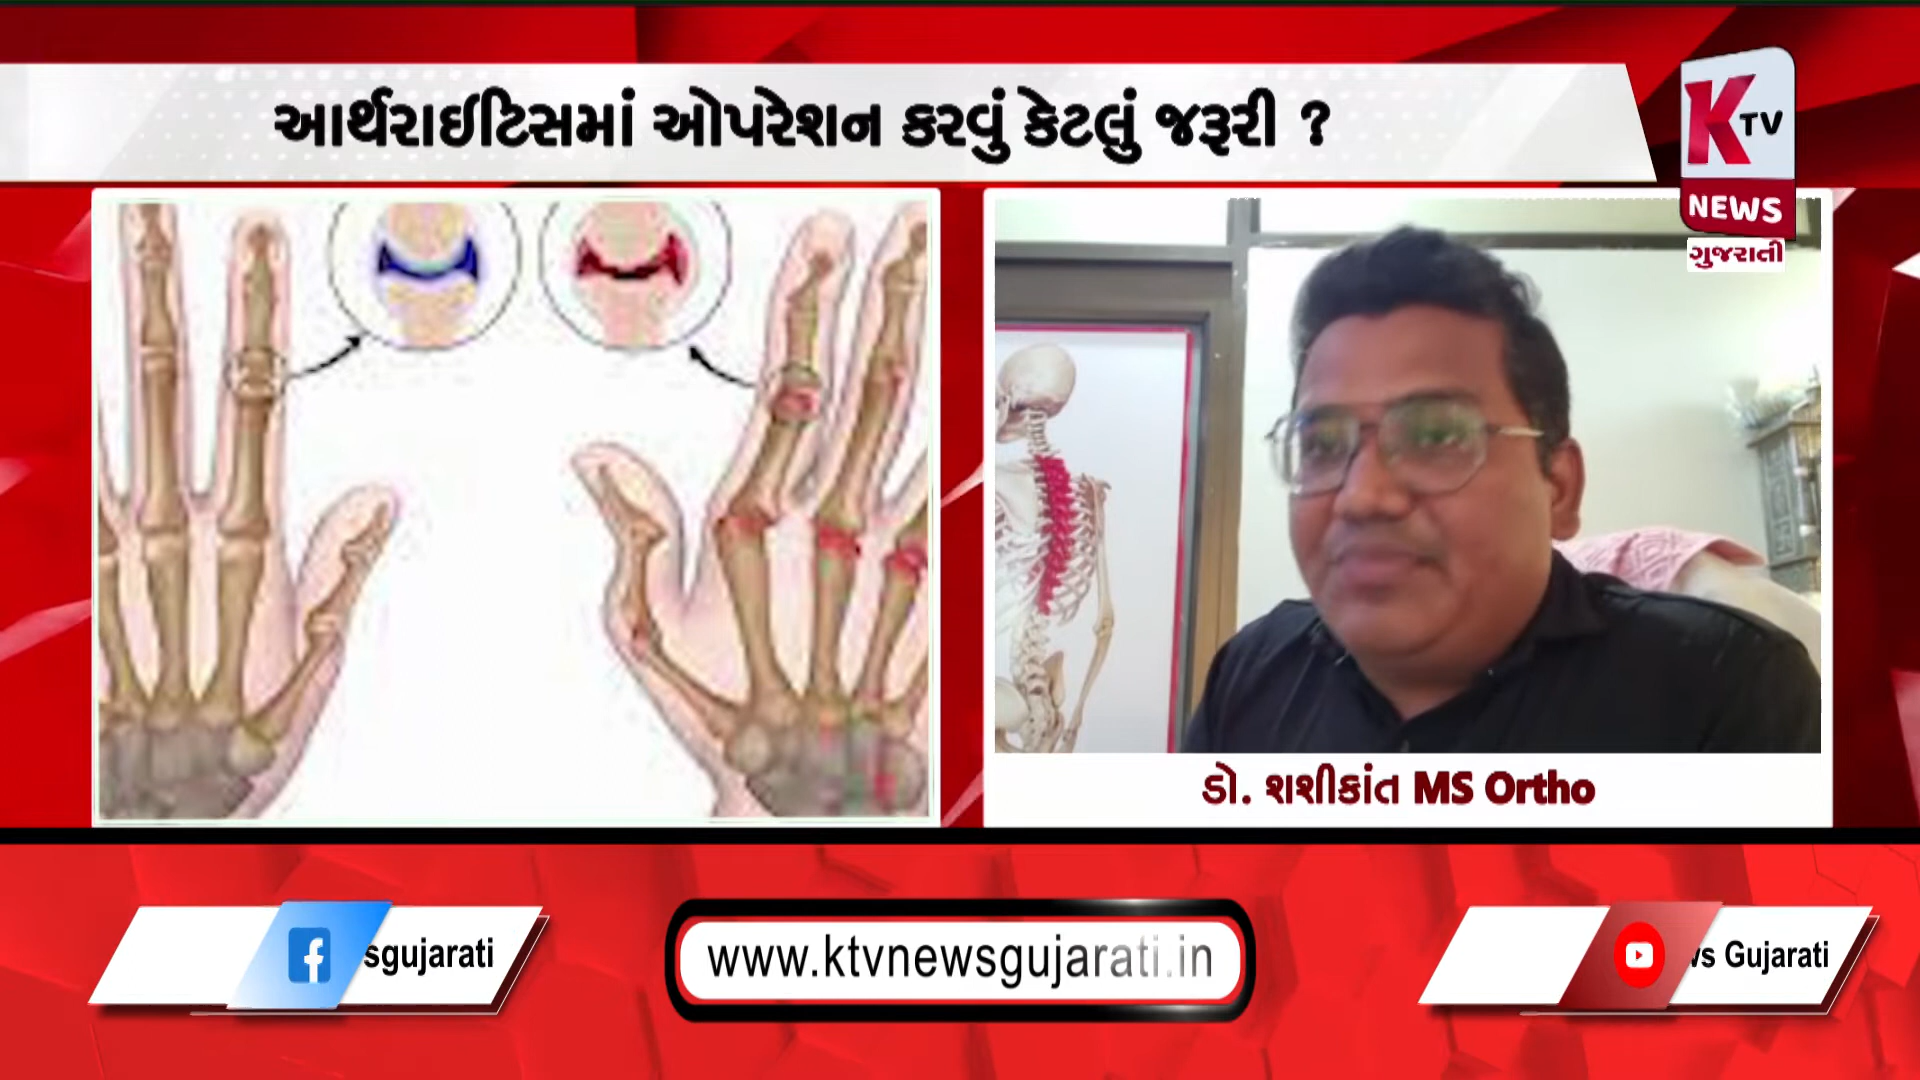 આર્થરાઈટિસમાં ઓપરેશન કરવું કેટલું જરૂરી ?
K TV
NEWS
ગુજરાતી
ડો. શશીકાંત MS Ortho
sgujarati
www.ktvnewsgujarati.in
vs Gujarati